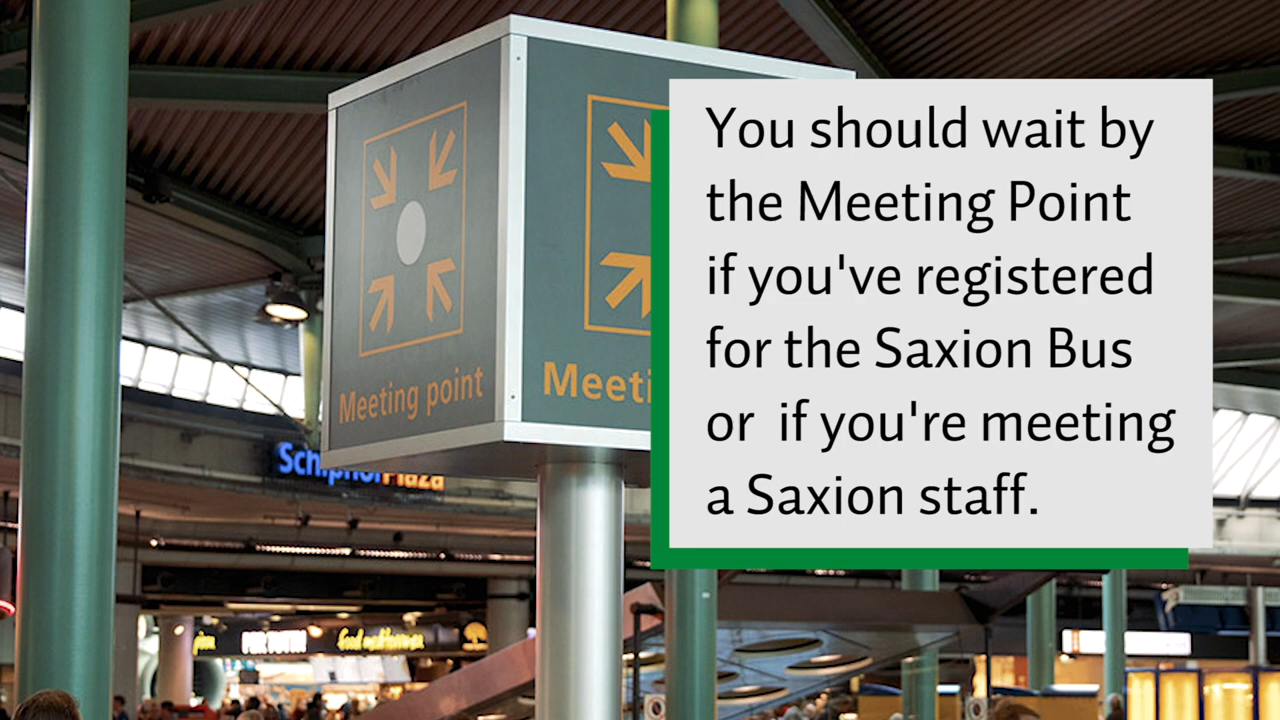 You should wait by
the Meeting Point
if you've registered
for the Saxion Bus
or  if you're meeting
a Saxion staff.
Meeting point
Meeti
Schiphol Plaza